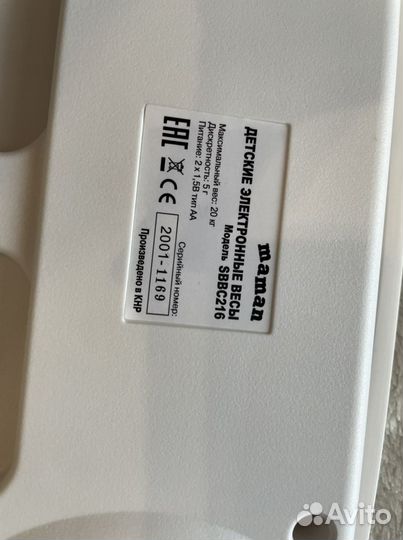 maman
ДЕТСКИЕ ЭЛЕКТРОННЫЕ ВЕСЫ
Модель SBBC216
Максимальный вес: 20 кг
Дискретность: 5 г
Питание: 2 x 1,5В тип АА
Серийный номер:
2001-1169
EAC CE
Произведено в КНР
Avito